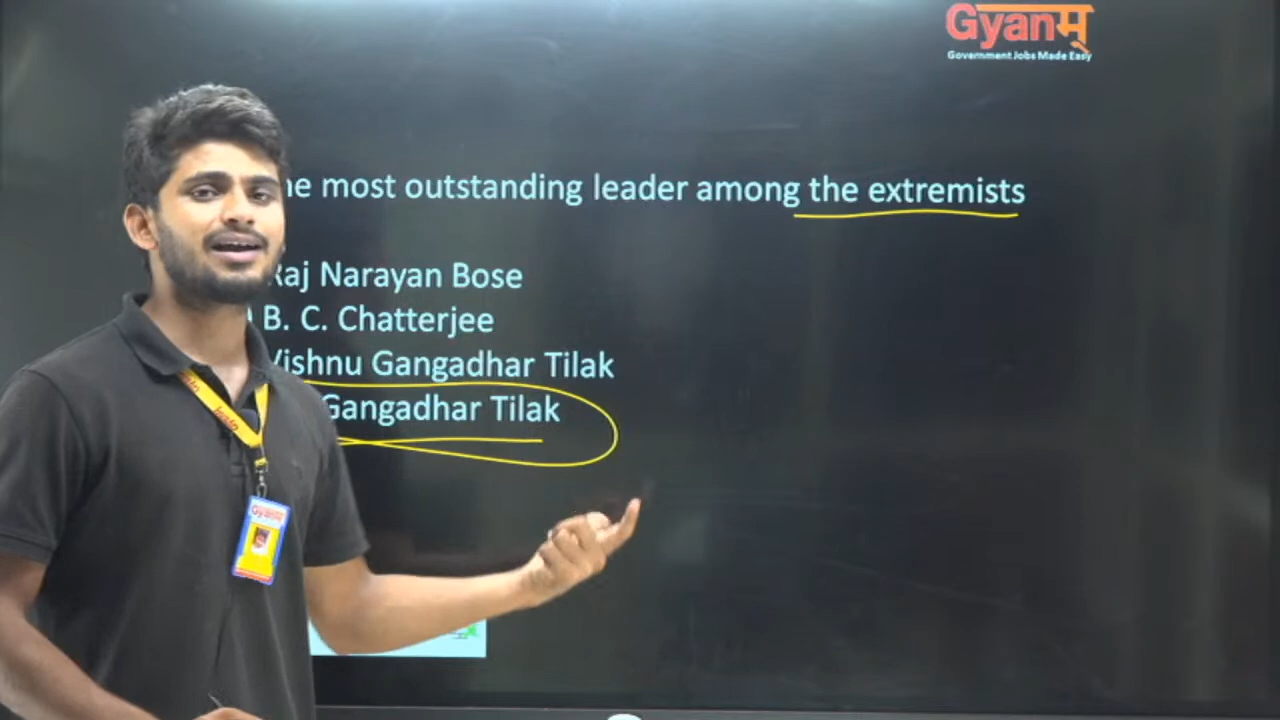 Gyanम्
Government Jobs Made Easy
most outstanding leader among the extremists
Raj Narayan Bose
B. C. Chatterjee
Vishnu Gangadhar Tilak
Gangadhar Tilak
Gyanम्